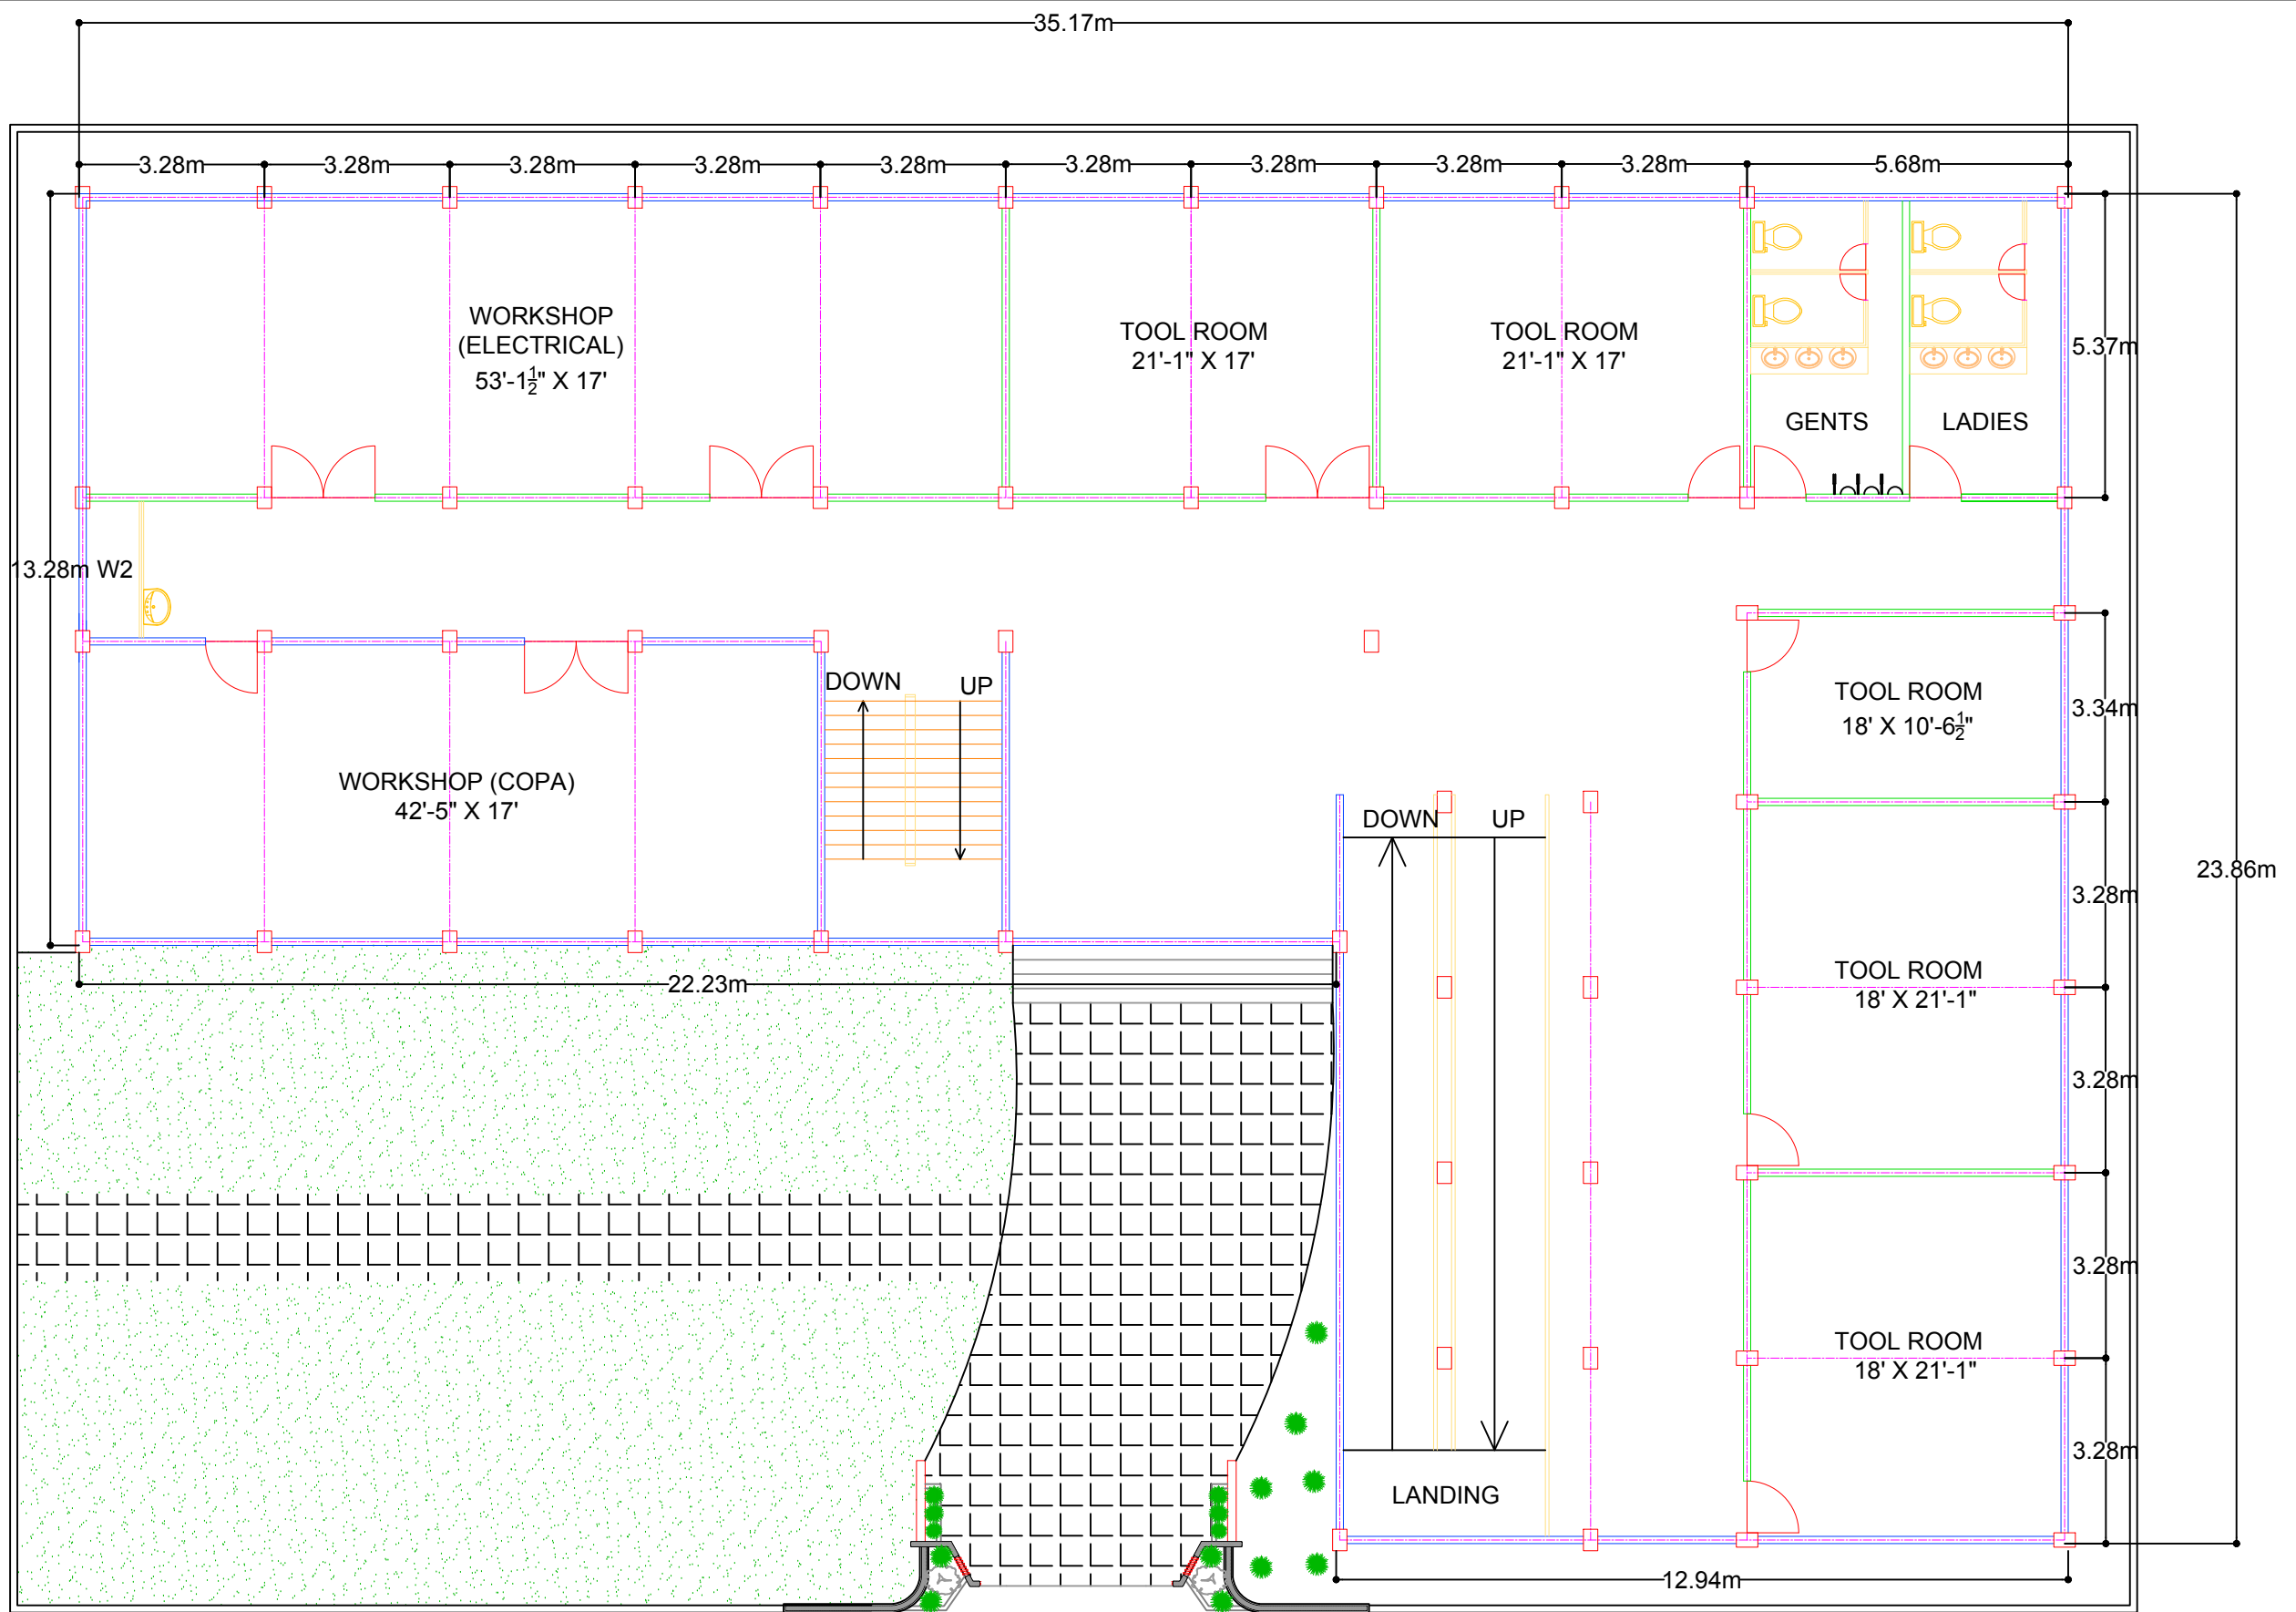 35.17m
3.28m 3.28m 3.28m 3.28m 3.28m 3.28m 3.28m 3.28m 3.28m 5.68m
WORKSHOP
(ELECTRICAL)
53'-1½" X 17'
TOOL ROOM
21'-1" X 17'
TOOL ROOM
21'-1" X 17'
5.37m
GENTS
LADIES
13.28m W2
DOWN
UP
TOOL ROOM
18' X 10'-6½"
3.34m
WORKSHOP (COPA)
42'-5" X 17'
DOWN
UP
23.86m
3.28m
TOOL ROOM
18' X 21'-1"
22.23m
3.28m
3.28m
TOOL ROOM
18' X 21'-1"
3.28m
LANDING
12.94m